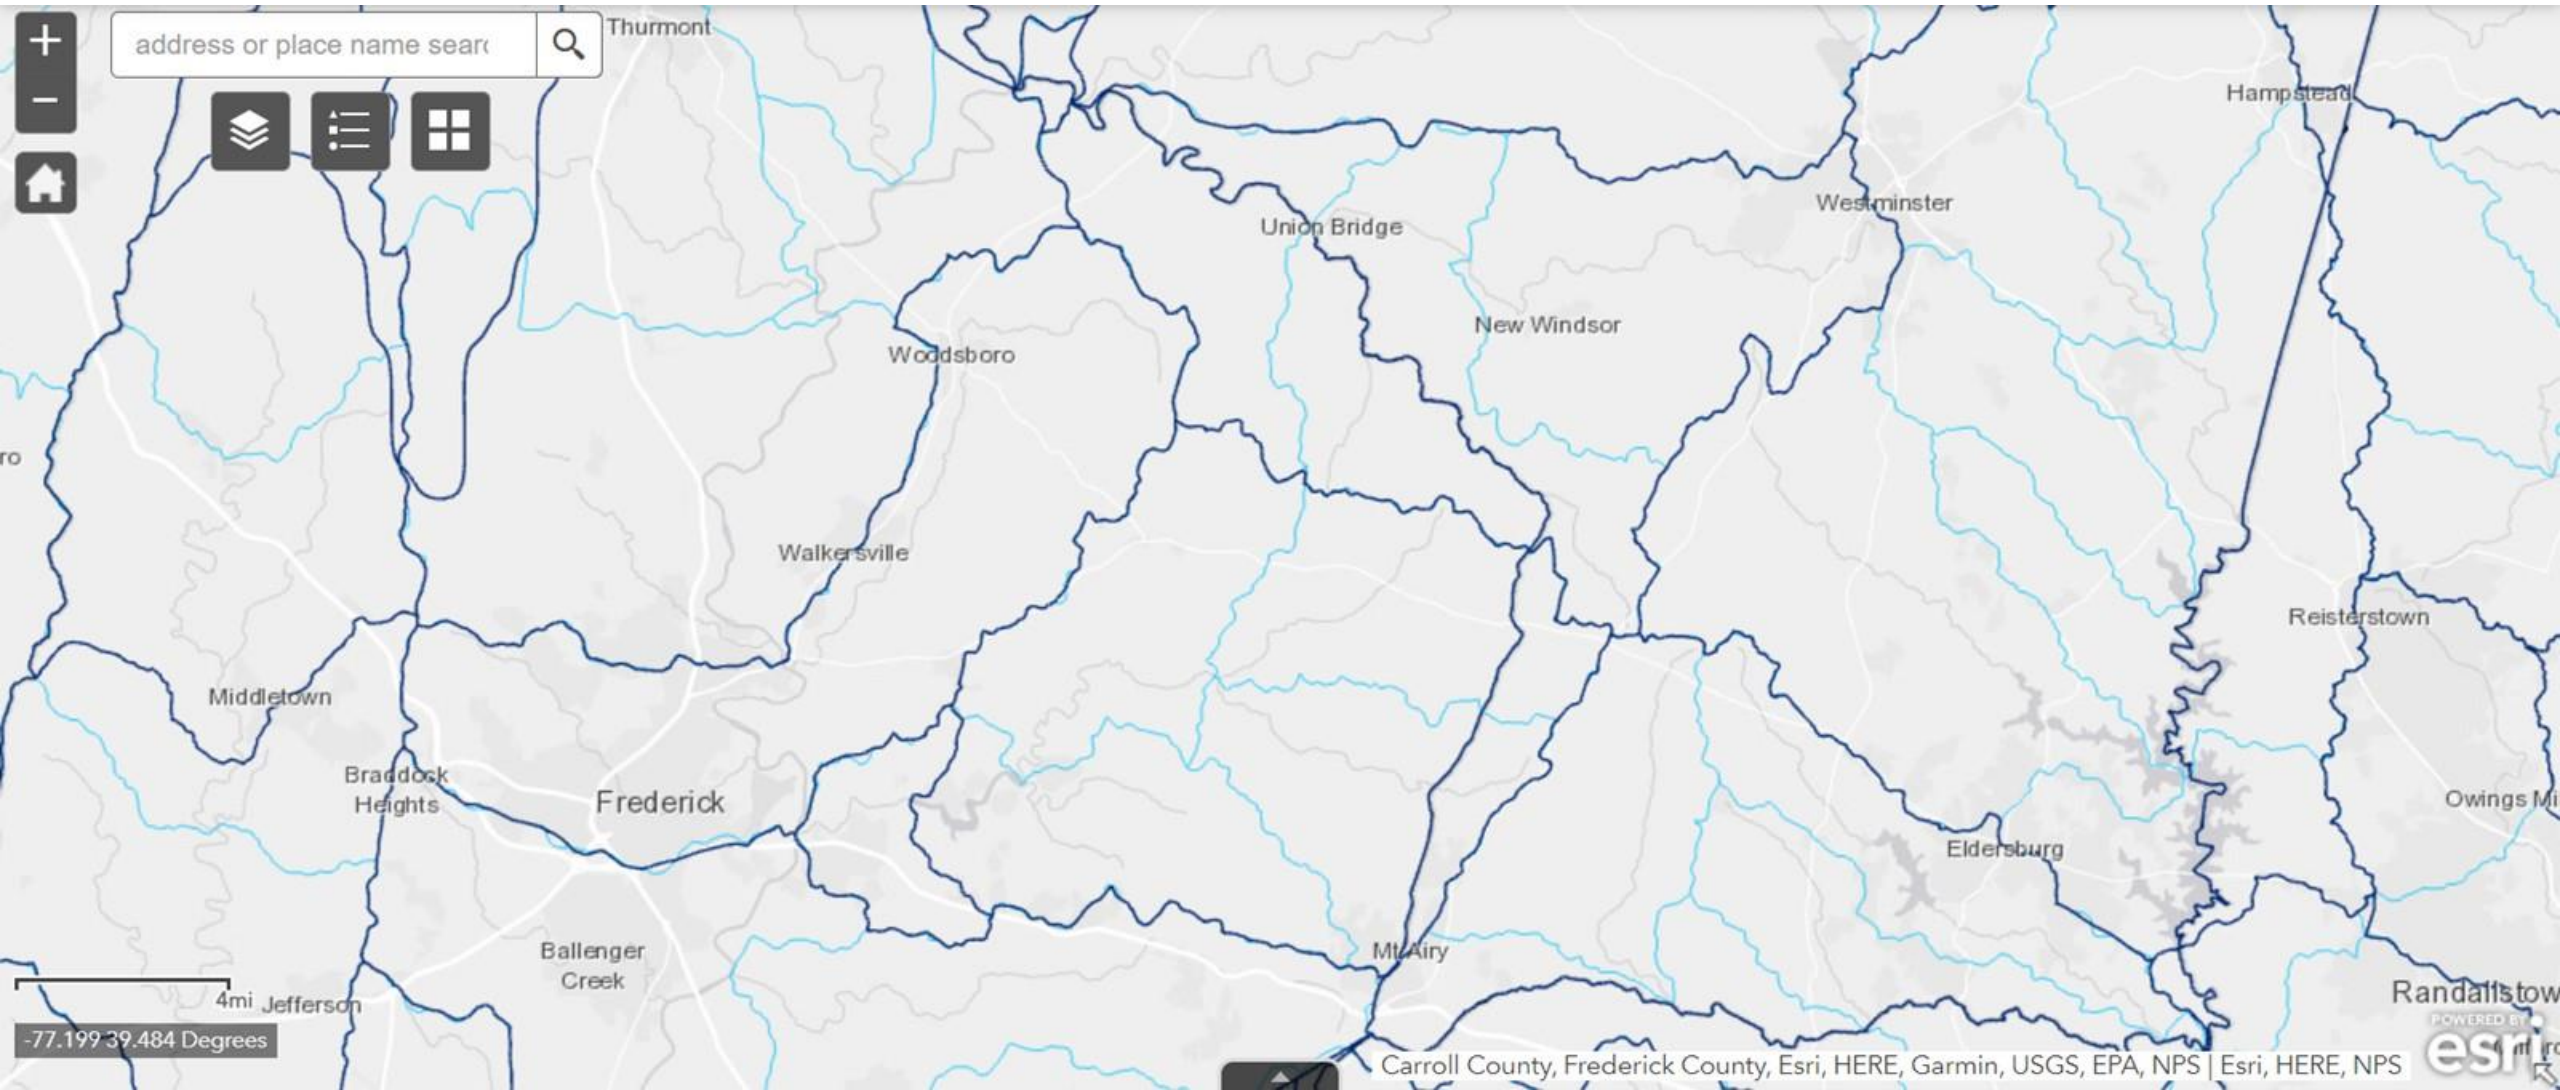 Thurmont
address or place name searc
Hampstead
Westminster
Union Bridge
New Windsor
Woodsboro
ro
Walkersville
Reisterstown
Middletown
Braddock
Heights
Frederick
Owings Mi
Eldersburg
Ballenger
Creek
Mt Airy
4mi
Jefferson
Randallstow
POWERED BY
esri
-77.199 39.484 Degrees
Carroll County, Frederick County, Esri, HERE, Garmin, USGS, EPA, NPS | Esri, HERE, NPS